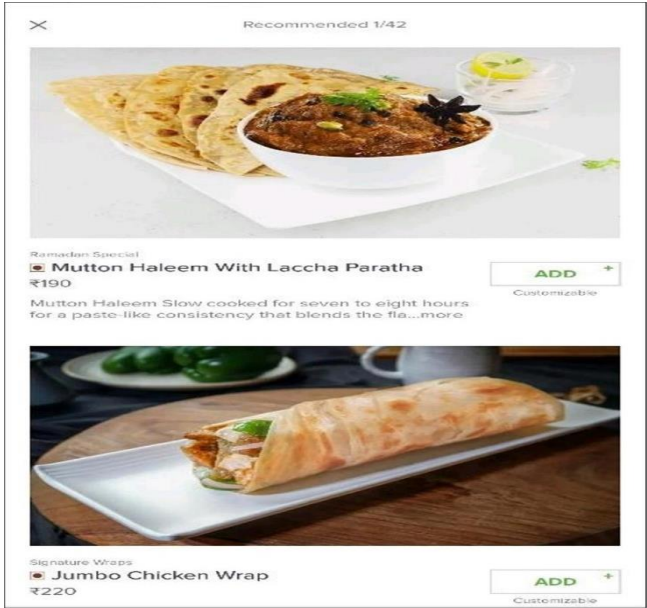 Recommended 1/42
Ramadan Special
Mutton Haleem With Laccha Paratha
₹190
ADD +
Customizable
Mutton Haleem Slow cooked for seven to eight hours
for a paste-like consistency that blends the fla...more
Signature Wraps
Jumbo Chicken Wrap
₹220
ADD +
Customizable